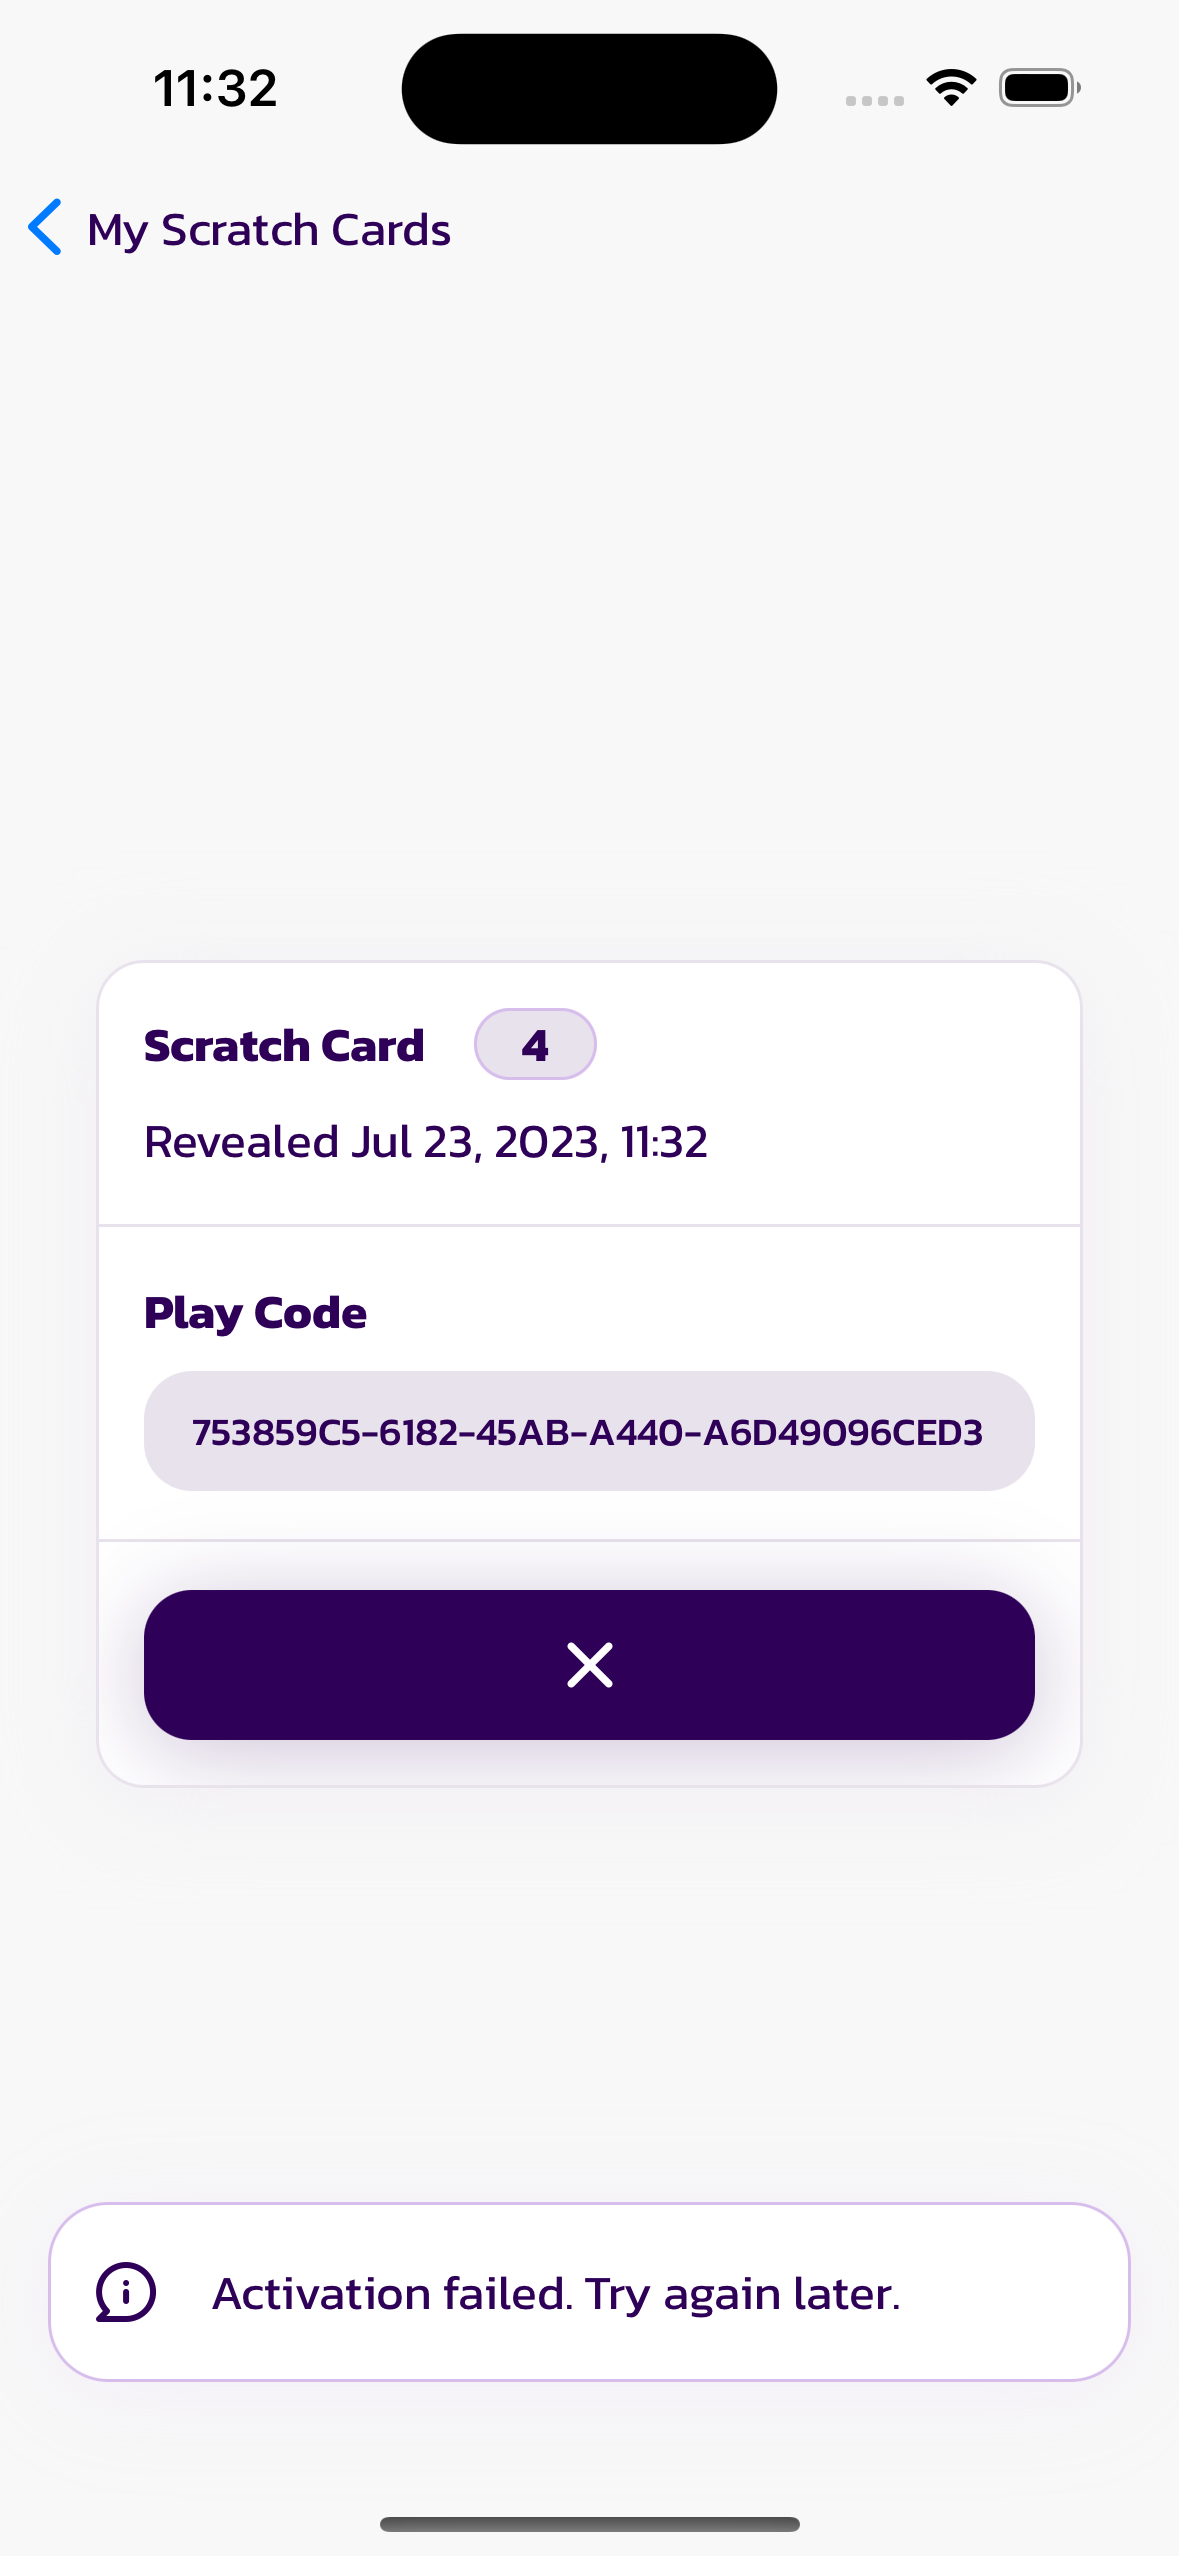 11:32
My Scratch Cards
Scratch Card 4
Revealed Jul 23, 2023, 11:32
Play Code
753859C5-6182-45AB-A440-A6D49096CED3
Activation failed. Try again later.